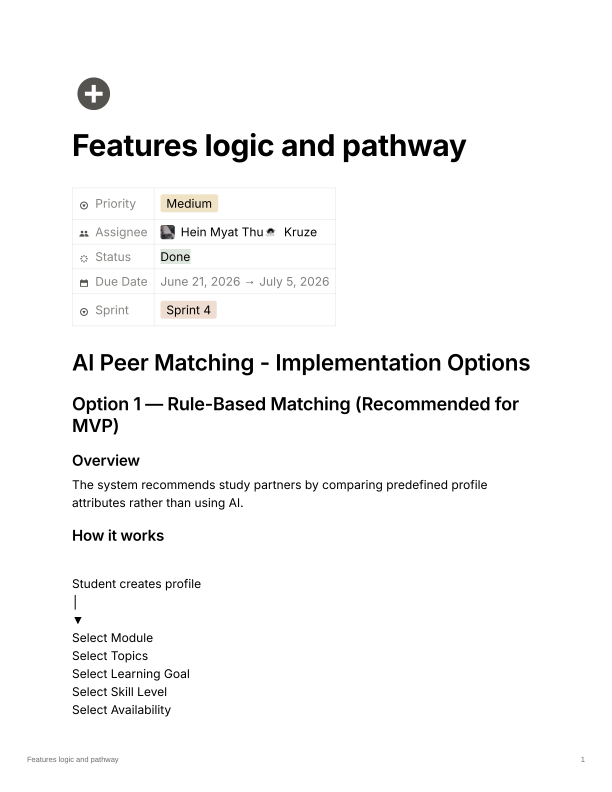 Features logic and pathway
Priority Medium
Assignee Hein Myat Thu Kruze
Status Done
Due Date June 21, 2026 → July 5, 2026
Sprint Sprint 4
AI Peer Matching - Implementation Options
Option 1 — Rule-Based Matching (Recommended for
MVP)
Overview
The system recommends study partners by comparing predefined profile
attributes rather than using AI.
How it works
Student creates profile
│
▼
Select Module
Select Topics
Select Learning Goal
Select Skill Level
Select Availability
Features logic and pathway 1